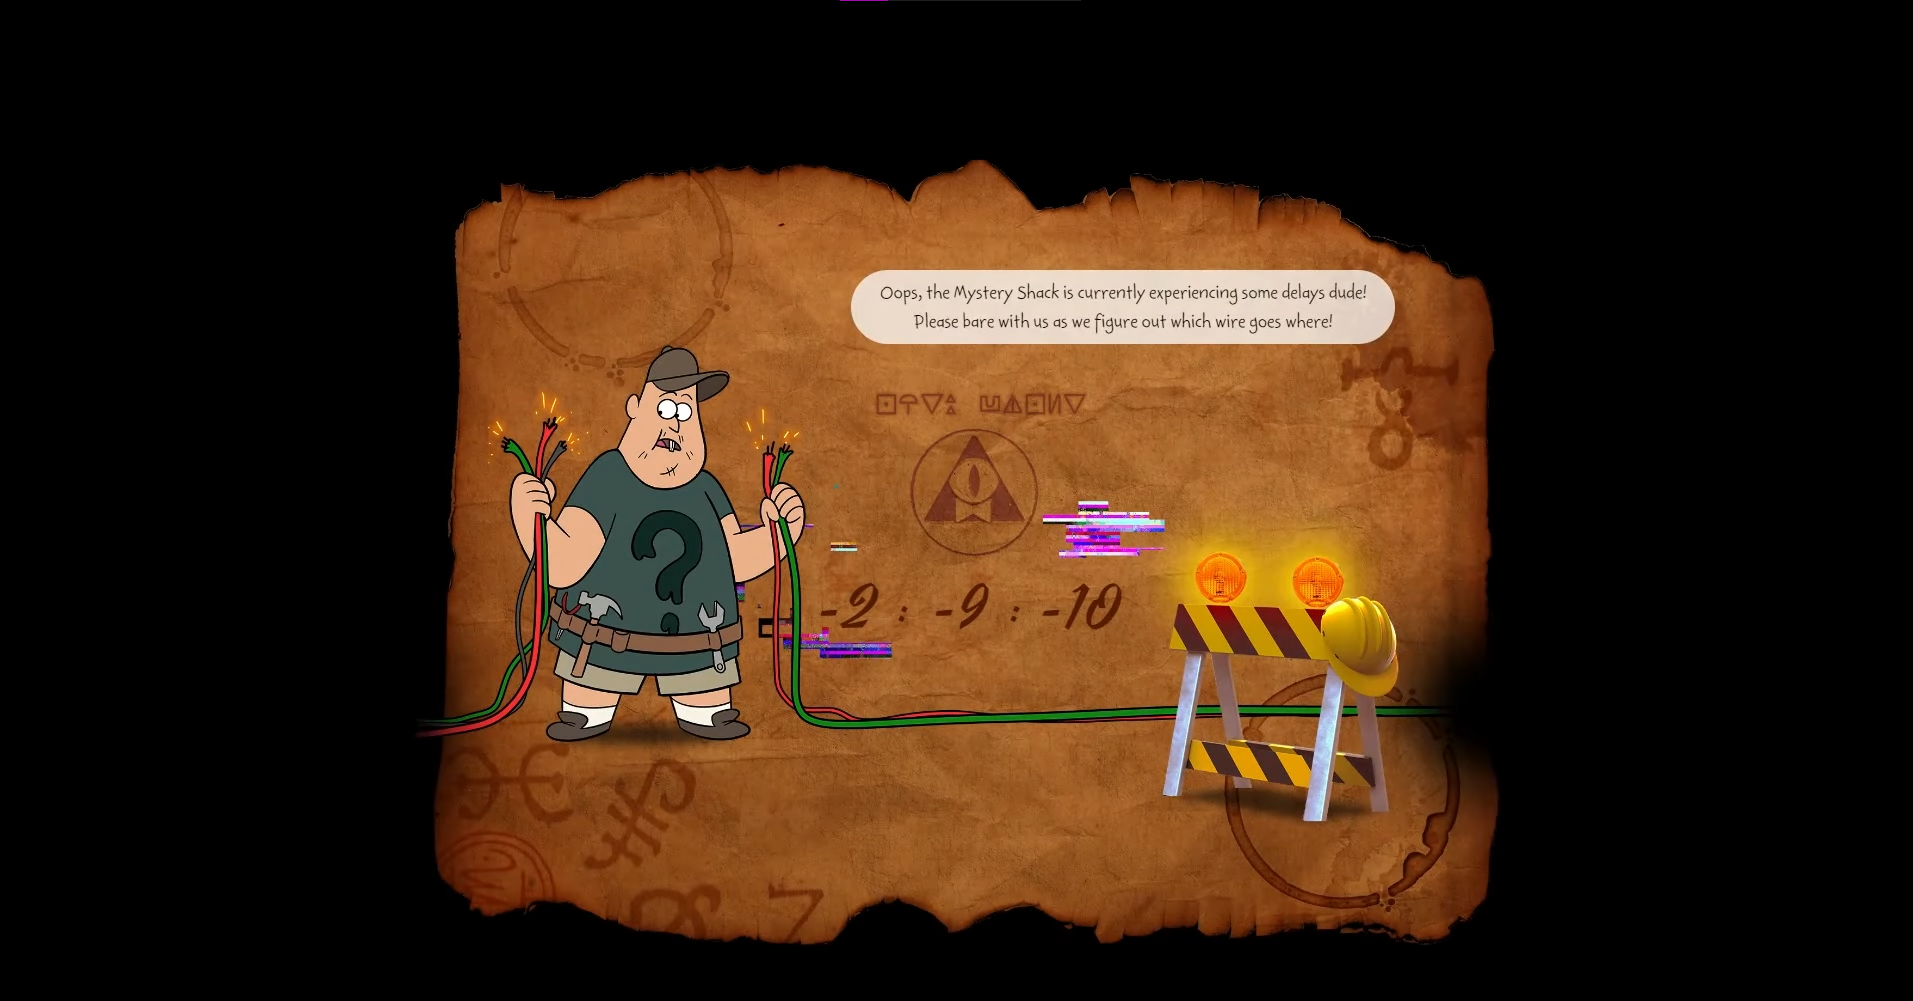 Oops, the Mystery Shack is currently experiencing some delays dude!
Please bare with us as we figure out which wire goes where!
-2 : -9 : -10